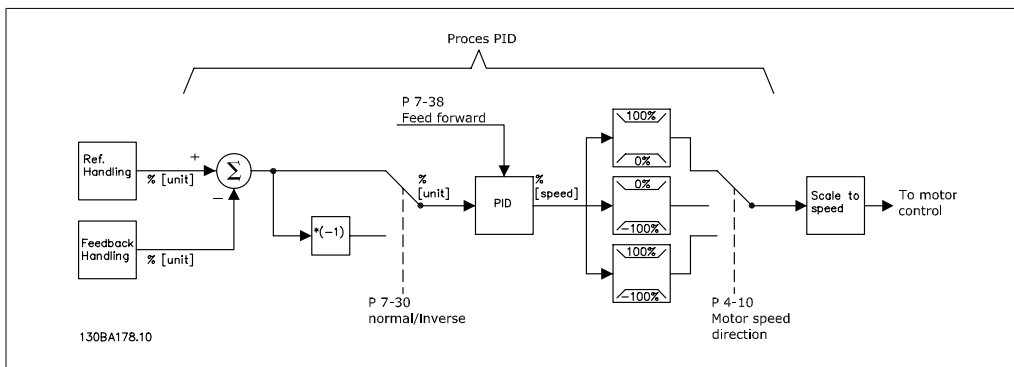 Proces PID
P 7-38
Feed forward
100%
0%
Ref.
Handling
+
% [unit]
Σ
–
%
[unit]
PID
%
[speed]
0%
-100%
Scale to
speed
To motor
control
*(-1)
Feedback
Handling
% [unit]
100%
-100%
P 7-30
normal/Inverse
P 4-10
Motor speed
direction
130BA178.10